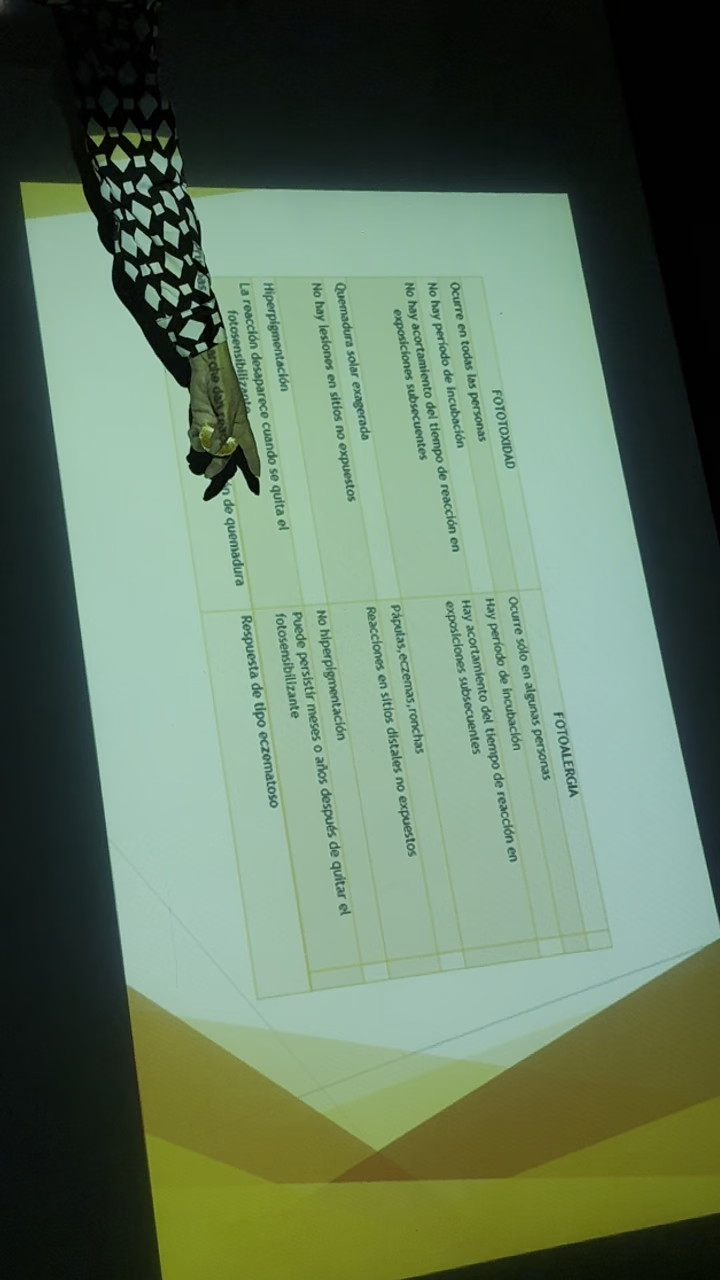 FOTOTOXIDAD
Ocurre en todas las personas
No hay período de incubación
No hay acortamiento del tiempo de reacción en
exposiciones subsecuentes
Quemadura solar exagerada
No hay lesiones en sitios no expuestos
Hiperpigmentación
La reacción desaparece cuando se quita el
fotosensibilizante
de quemadura
FOTOALERGIA
Ocurre sólo en algunas personas
Hay período de incubación
Hay acortamiento del tiempo de reacción en
exposiciones subsecuentes
Pápulas,eczemas,ronchas
Reacciones en sitios distales no expuestos
No hiperpigmentación
Puede persistir meses o años después de quitar el
fotosensibilizante
Respuesta de tipo eczematoso